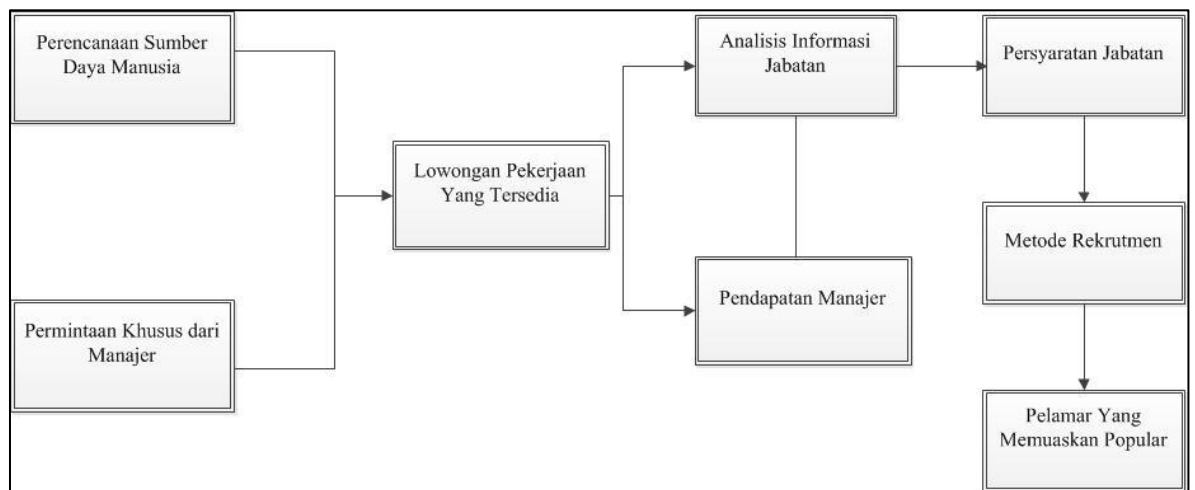 Perencanaan Sumber
Daya Manusia
Permintaan Khusus dari
Manajer
Lowongan Pekerjaan
Yang Tersedia
Analisis Informasi
Jabatan
Pendapatan Manajer
Persyaratan Jabatan
Metode Rekrutmen
Pelamar Yang
Memuaskan Popular